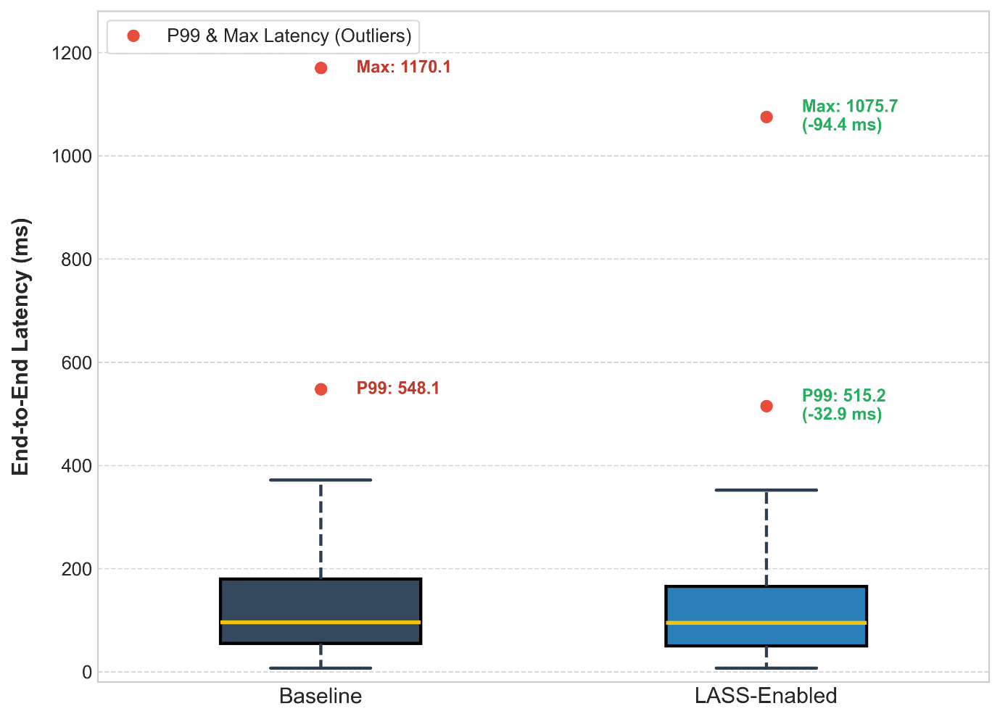 P99 & Max Latency (Outliers)
1200
1000
800
600
400
200
0
End-to-End Latency (ms)
Max: 1170.1
P99: 548.1
Max: 1075.7
(-94.4 ms)
P99: 515.2
(-32.9 ms)
Baseline
LASS-Enabled